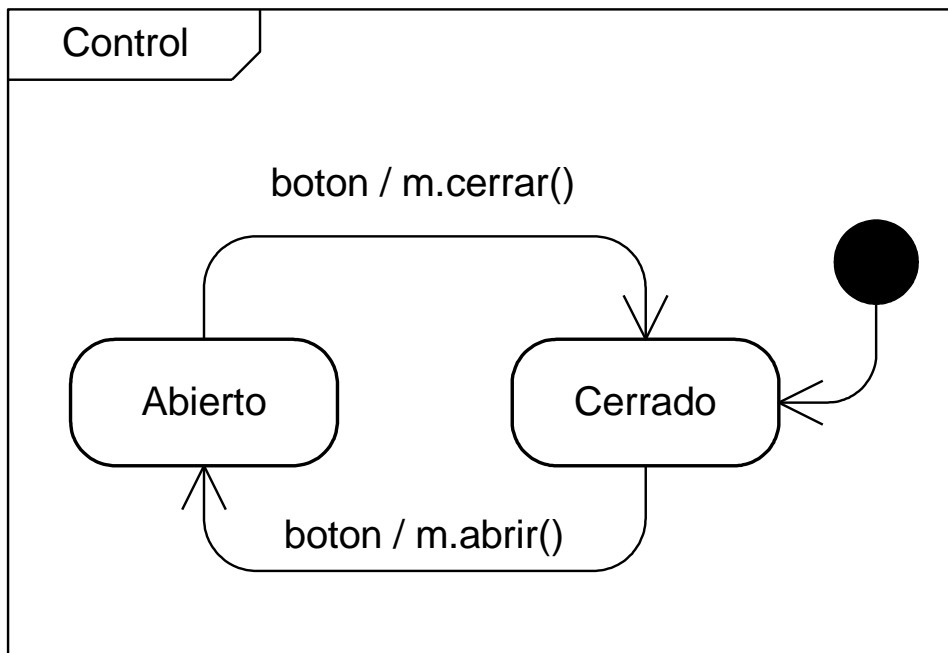 Control
boton / m.cerrar()
Abierto
Cerrado
boton / m.abrir()